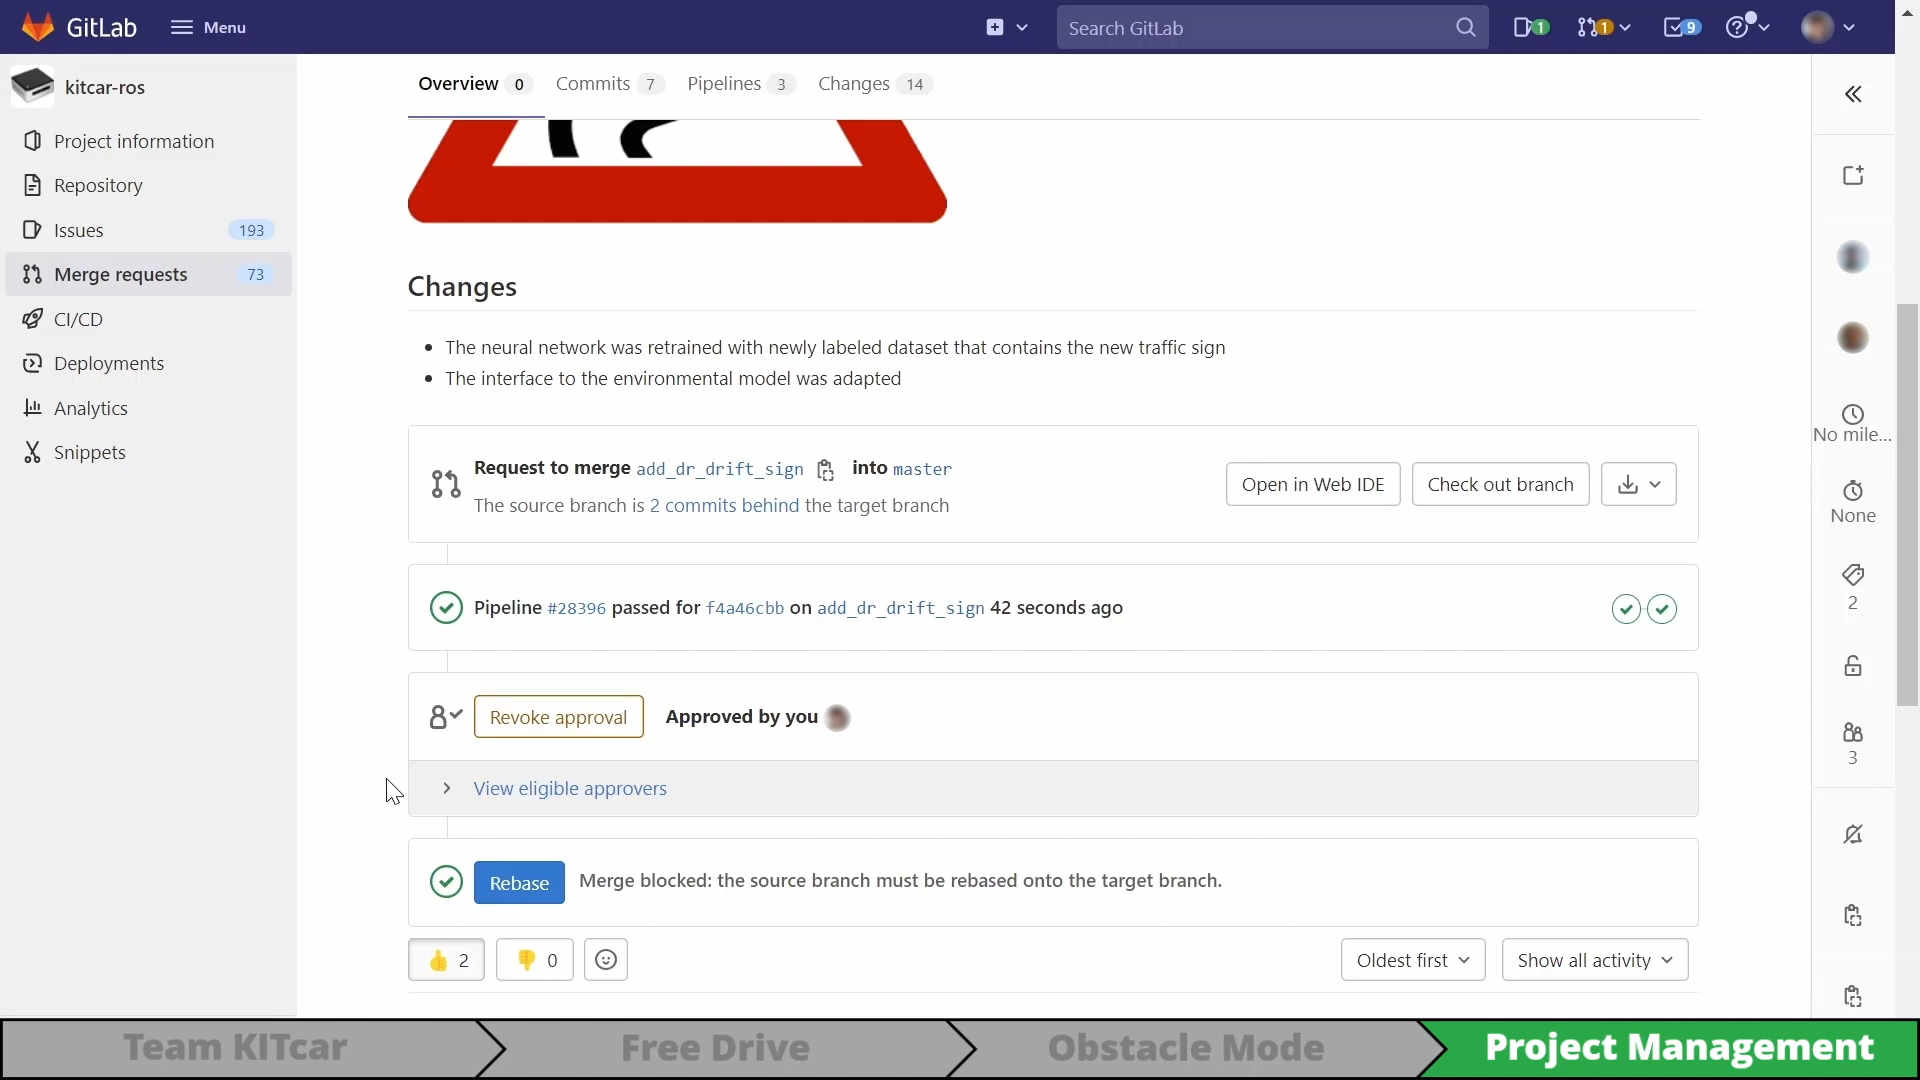 GitLab
Menu
Search GitLab
1
1
9
kitcar-ros
Project information
Repository
Issues 193
Merge requests 73
CI/CD
Deployments
Analytics
Snippets
Overview 0 Commits 7 Pipelines 3 Changes 14
Changes
The neural network was retrained with newly labeled dataset that contains the new traffic sign
The interface to the environmental model was adapted
Request to merge add_dr_drift_sign into master
The source branch is 2 commits behind the target branch
Open in Web IDE
Check out branch
Pipeline #28396 passed for f4a46cbb on add_dr_drift_sign 42 seconds ago
Revoke approval
Approved by you
View eligible approvers
Rebase
Merge blocked: the source branch must be rebased onto the target branch.
2
0
Oldest first
Show all activity
No mile...
None
2
3
Team KITcar
Free Drive
Obstacle Mode
Project Management